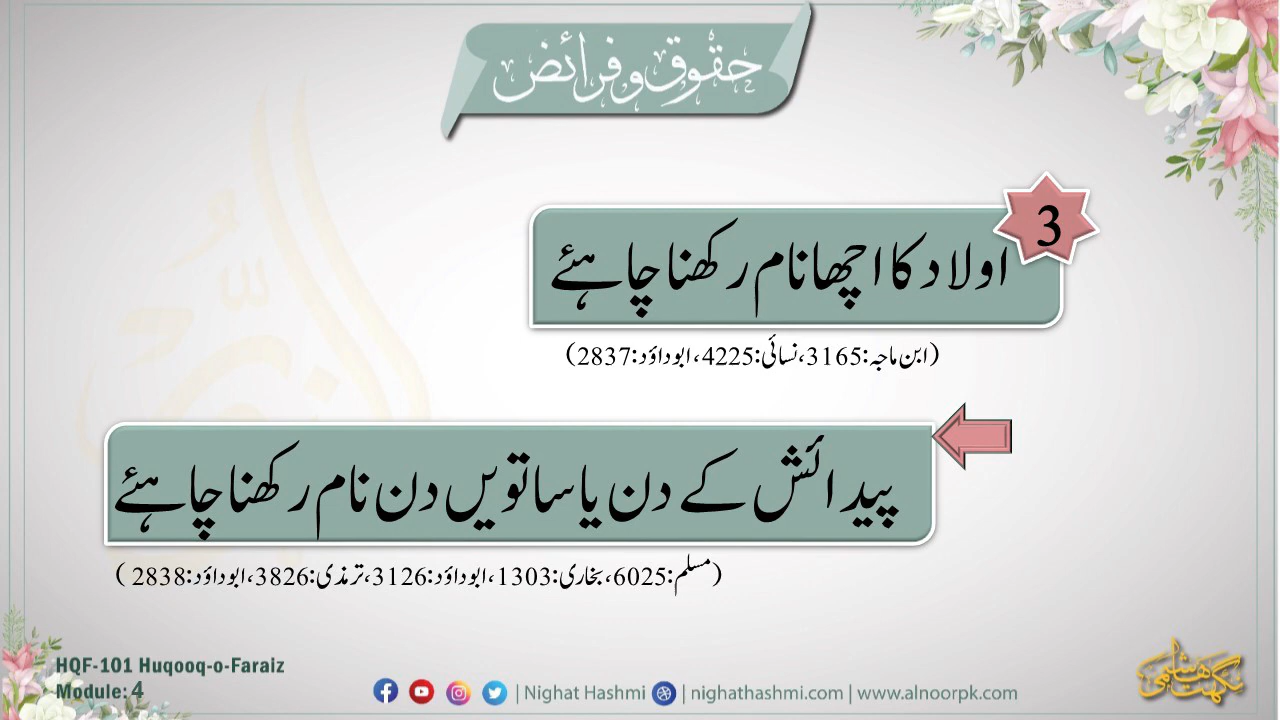 حقوق و فرائض
3
اولاد کا اچھا نام رکھنا چاہئے
(ابن ماجہ:3165، نسائی:4225، ابوداؤد:2837)
پیدائش کے دن یا ساتویں دن نام رکھنا چاہئے
(مسلم:6025، بخاری:1303، ابوداؤد:3126، ترمذی:3826، ابوداؤد:2838 )
HQF-101 Huqooq-o-Faraiz
Module: 4
| Nighat Hashmi | nighathashmi.com | www.alnoorpk.com
نگہت ہاشمی